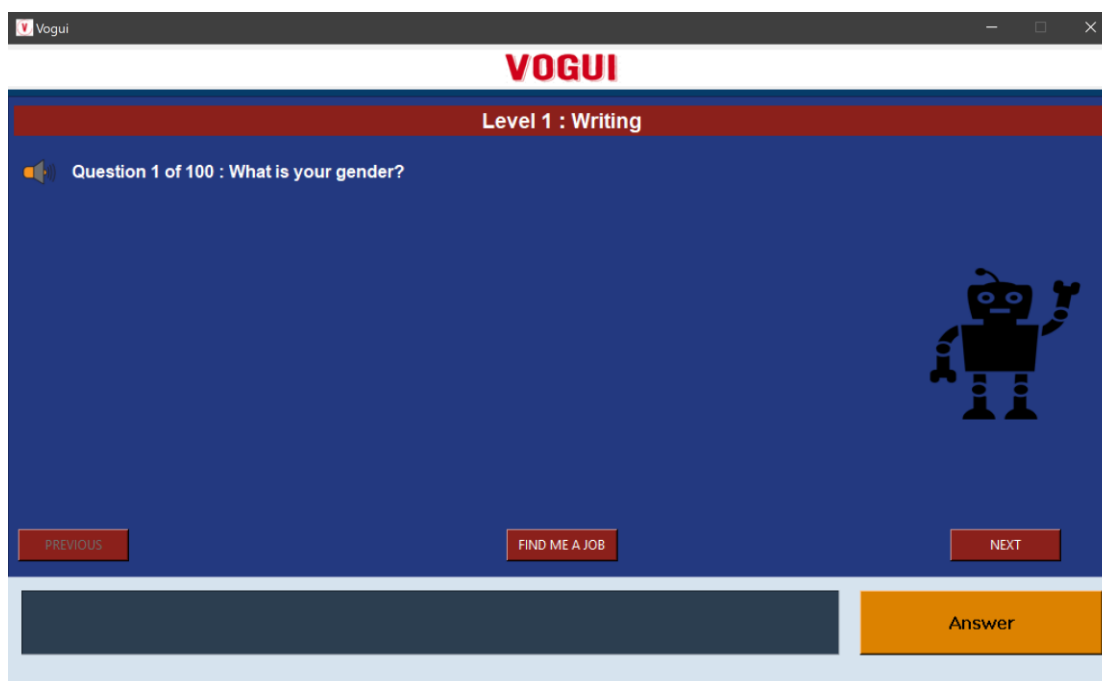 Vogui
VOGUI
Level 1 : Writing
Question 1 of 100 : What is your gender?
PREVIOUS
FIND ME A JOB
NEXT
Answer